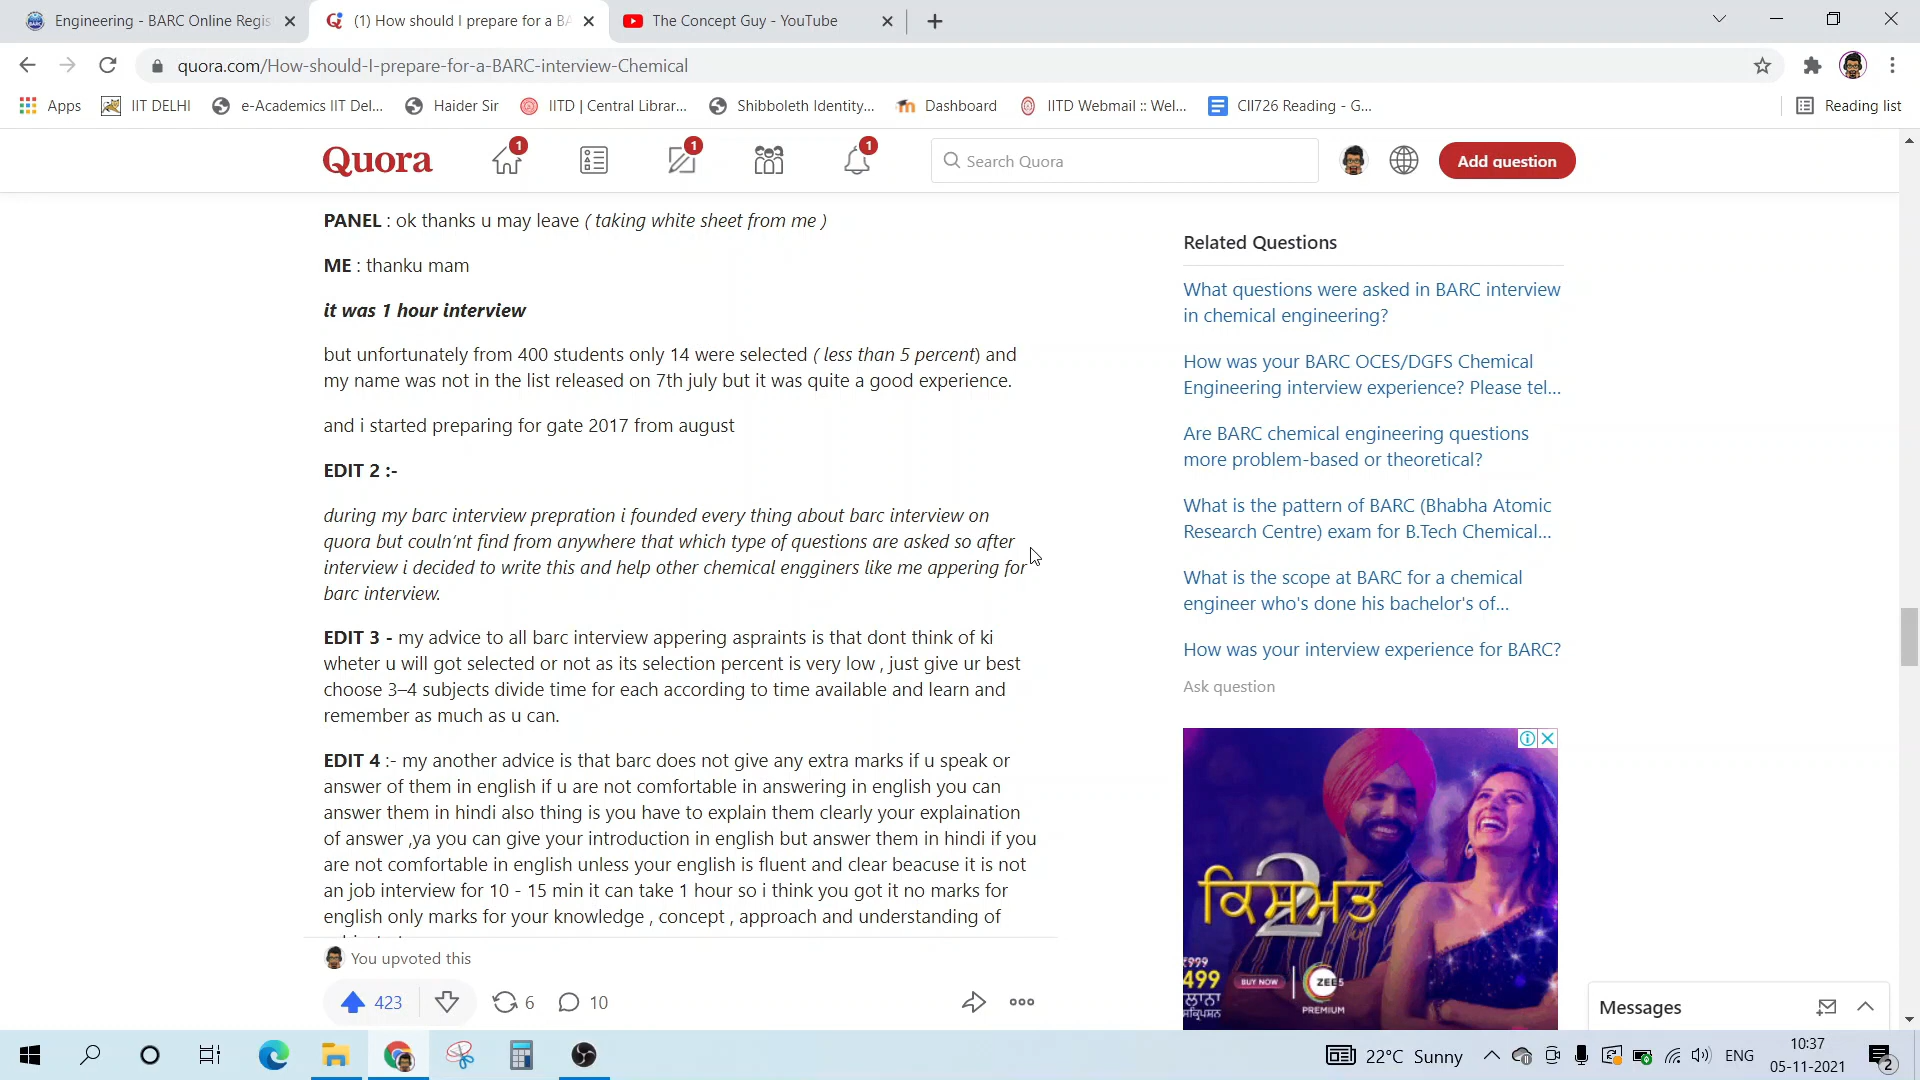 Engineering - BARC Online Regis
(1) How should I prepare for a BA
The Concept Guy - YouTube
quora.com/How-should-I-prepare-for-a-BARC-interview-Chemical
Apps
IIT DELHI
e-Academics IIT Del...
Haider Sir
IITD | Central Librar...
Shibboleth Identity...
Dashboard
IITD Webmail :: Wel...
CII726 Reading - G...
Reading list
Quora
1
1
1
Search Quora
Add question
PANEL : ok thanks u may leave ( taking white sheet from me )
ME : thanku mam
it was 1 hour interview
but unfortunately from 400 students only 14 were selected ( less than 5 percent) and
my name was not in the list released on 7th july but it was quite a good experience.
and i started preparing for gate 2017 from august
EDIT 2 :-
during my barc interview prepration i founded every thing about barc interview on
quora but couln'nt find from anywhere that which type of questions are asked so after
interview i decided to write this and help other chemical engginers like me appering for
barc interview.
EDIT 3 - my advice to all barc interview appering aspraints is that dont think of ki
wheter u will got selected or not as its selection percent is very low , just give ur best
choose 3–4 subjects divide time for each according to time available and learn and
remember as much as u can.
EDIT 4 :- my another advice is that barc does not give any extra marks if u speak or
answer of them in english if u are not comfortable in answering in english you can
answer them in hindi also thing is you have to explain them clearly your explaination
of answer ,ya you can give your introduction in english but answer them in hindi if you
are not comfortable in english unless your english is fluent and clear beacuse it is not
an job interview for 10 - 15 min it can take 1 hour so i think you got it no marks for
english only marks for your knowledge , concept , approach and understanding of
You upvoted this
423
6
10
Related Questions
What questions were asked in BARC interview
in chemical engineering?
How was your BARC OCES/DGFS Chemical
Engineering interview experience? Please tel...
Are BARC chemical engineering questions
more problem-based or theoretical?
What is the pattern of BARC (Bhabha Atomic
Research Centre) exam for B.Tech Chemical...
What is the scope at BARC for a chemical
engineer who's done his bachelor's of...
How was your interview experience for BARC?
Ask question
ਕਿਸਮਤ
2
₹999
499
BUY NOW
ZEE5
PREMIUM
Messages
22°C Sunny
ENG
10:37
05-11-2021
2